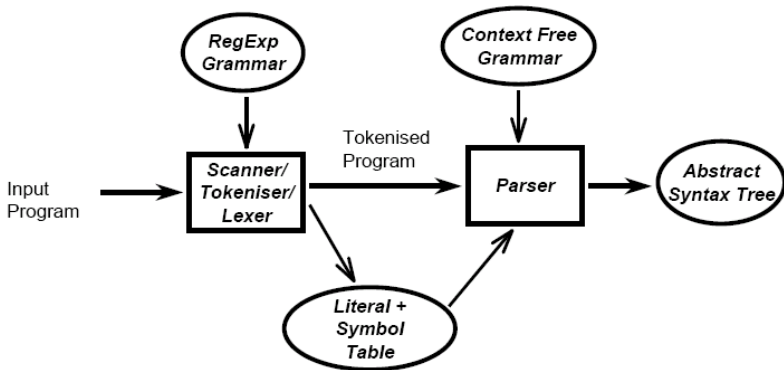 RegExp
Grammar
Context Free
Grammar
Tokenised
Program
Input
Program
Scanner/
Tokeniser/
Lexer
Parser
Abstract
Syntax Tree
Literal +
Symbol
Table